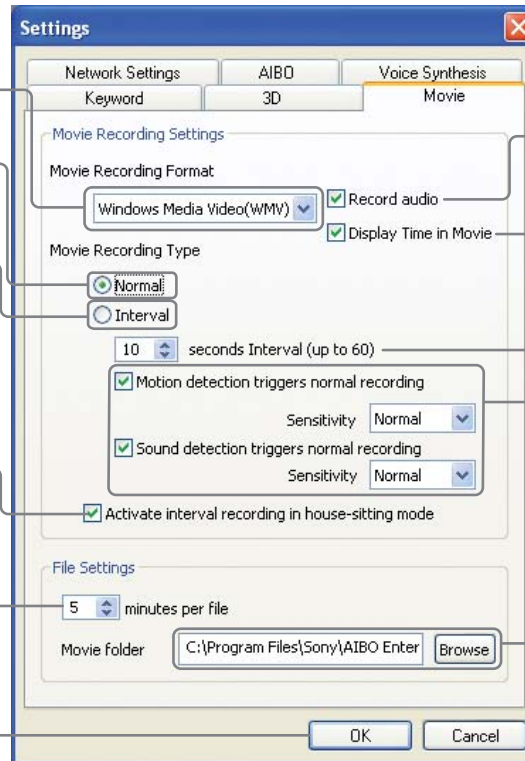 Settings
Network Settings AIBO Voice Synthesis
Keyword 3D Movie
Movie Recording Settings
Movie Recording Format
Windows Media Video(WMV) Record audio
Display Time in Movie
Movie Recording Type
Normal
Interval
10 seconds Interval (up to 60)
Motion detection triggers normal recording
Sensitivity Normal
Sound detection triggers normal recording
Sensitivity Normal
Activate interval recording in house-sitting mode
File Settings
5 minutes per file
Movie folder C:\Program Files\Sony\AIBO Enter Browse
OK Cancel